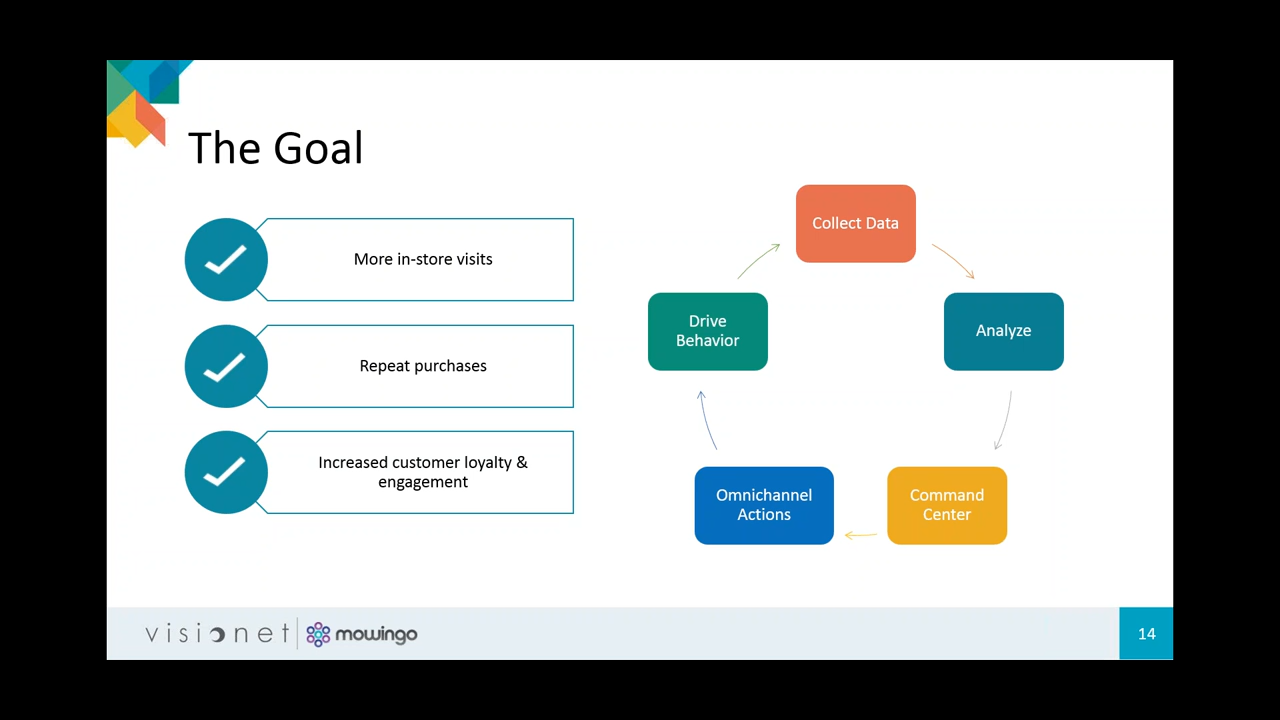 The Goal
More in-store visits
Repeat purchases
Increased customer loyalty &
engagement
Collect Data
Analyze
Command
Center
Omnichannel
Actions
Drive
Behavior
visionet
mowingo
14